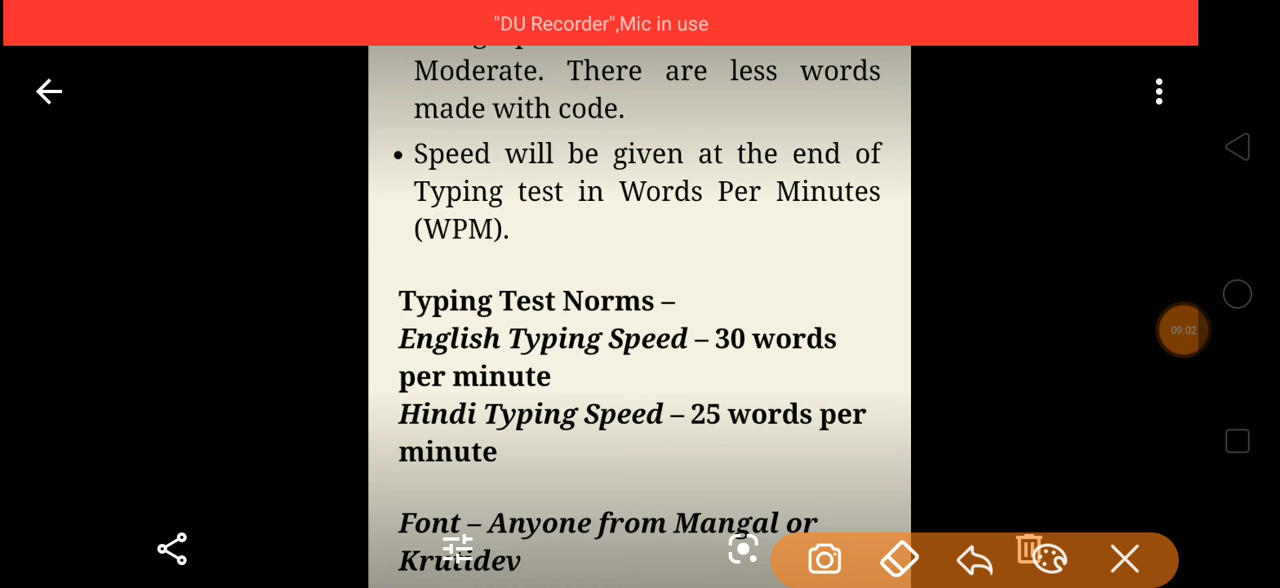 "DU Recorder",Mic in use
Moderate. There are less words
made with code.
• Speed will be given at the end of
Typing test in Words Per Minutes
(WPM).
Typing Test Norms –
English Typing Speed – 30 words
per minute
Hindi Typing Speed – 25 words per
minute
09:02
Font – Anyone from Mangal or
Krutidev